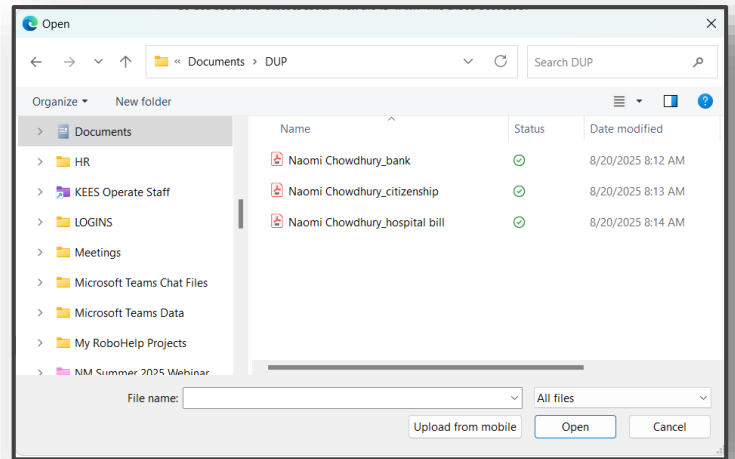 Open
« Documents > DUP
Search DUP
Organize
New folder
Documents
HR
KEES Operate Staff
LOGINS
Meetings
Microsoft Teams Chat Files
Microsoft Teams Data
My RoboHelp Projects
NM Summer 2025 Webinar
Name Status Date modified
Naomi Chowdhury_bank 8/20/2025 8:12 AM
Naomi Chowdhury_citizenship 8/20/2025 8:13 AM
Naomi Chowdhury_hospital bill 8/20/2025 8:14 AM
File name: All files
Upload from mobile Open Cancel